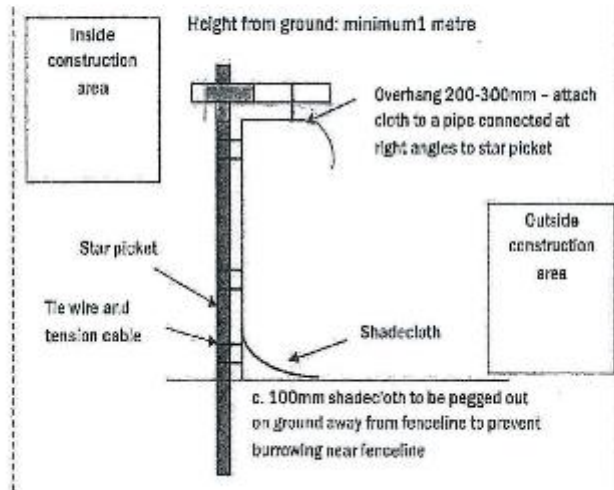 Inside
construction
area
Height from ground: minimum1 metre
Overhang 200-300mm – attach
cloth to a pipe connected at
right angles to star picket
Outside
construction
area
Star picket
Tie wire and
tension cable
Shadecloth
c. 100mm shadecloth to be pegged out
on ground away from fenceline to prevent
burrowing near fenceline